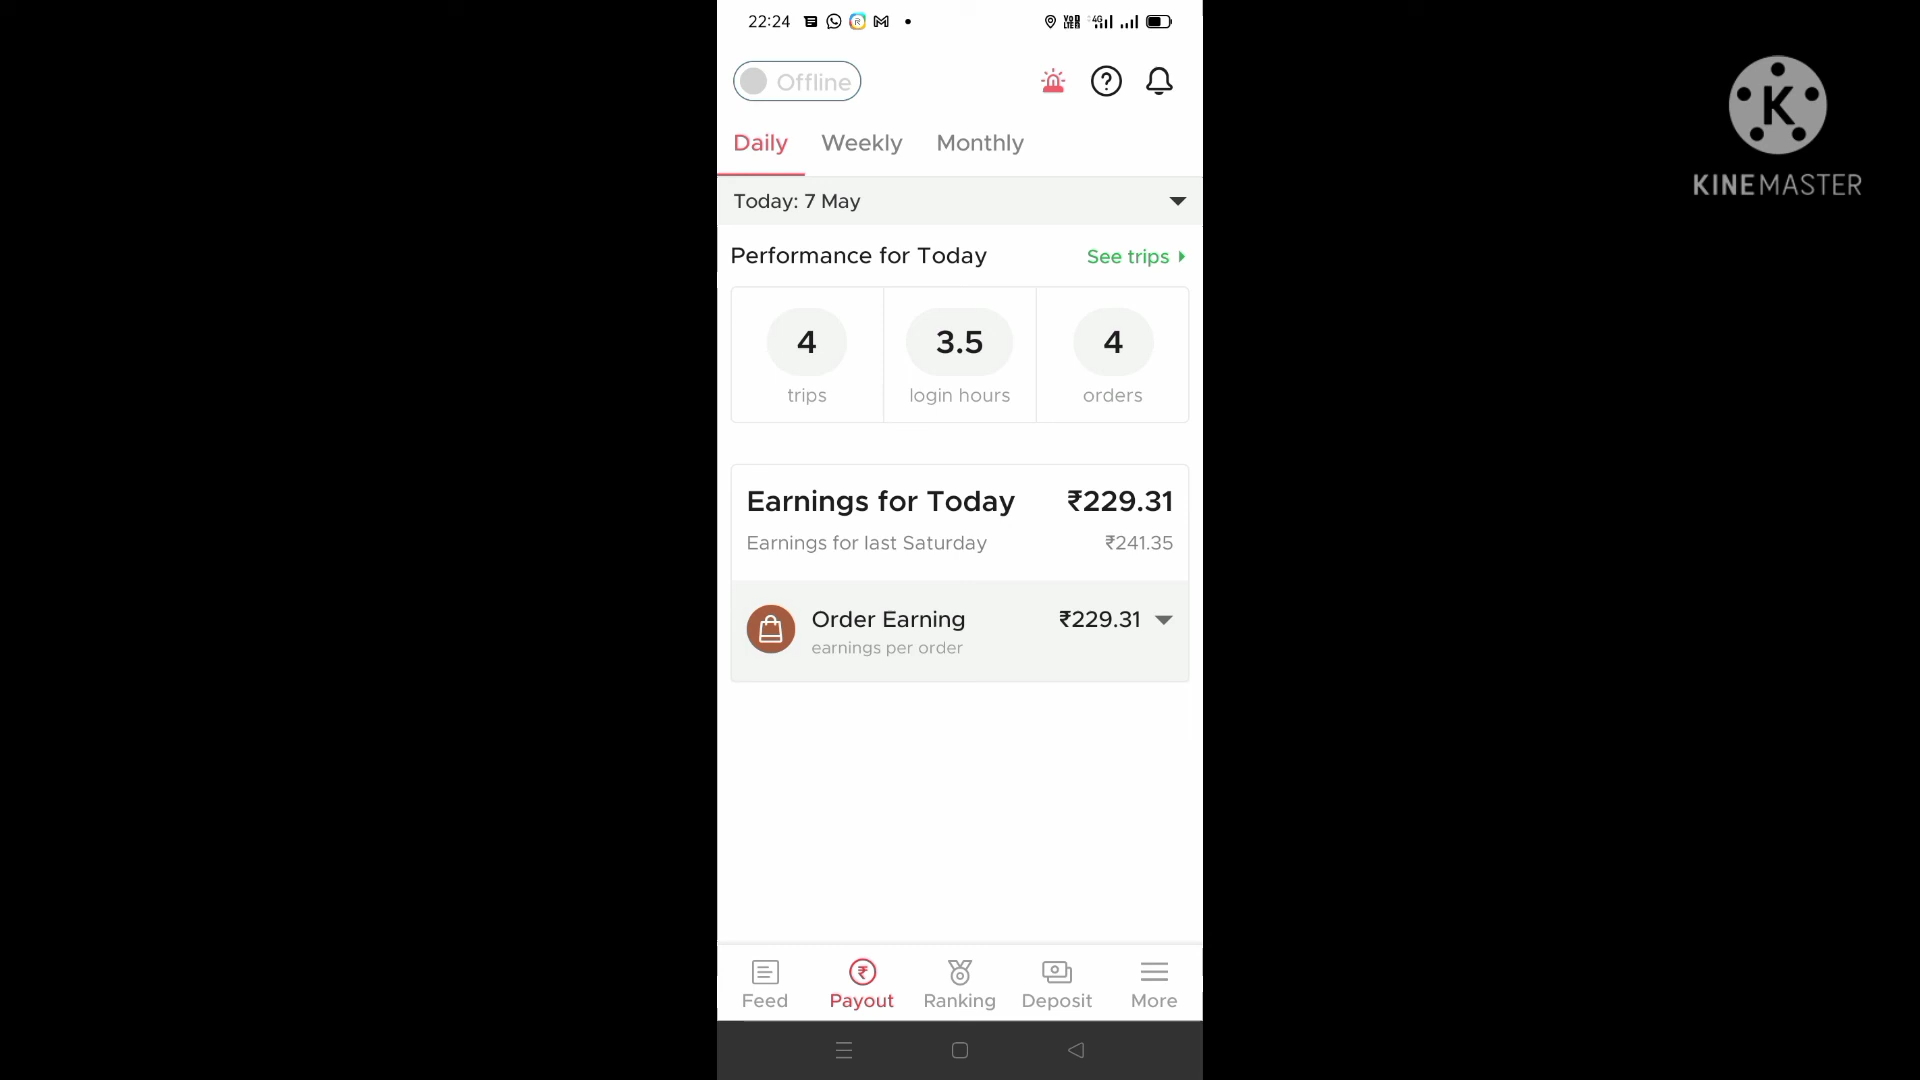 22:24
Offline
KINEMASTER
Daily Weekly Monthly
Today: 7 May
Performance for Today See trips
4 3.5 4
trips login hours orders
Earnings for Today ₹229.31
Earnings for last Saturday ₹241.35
Order Earning ₹229.31
earnings per order
Feed Payout Ranking Deposit More